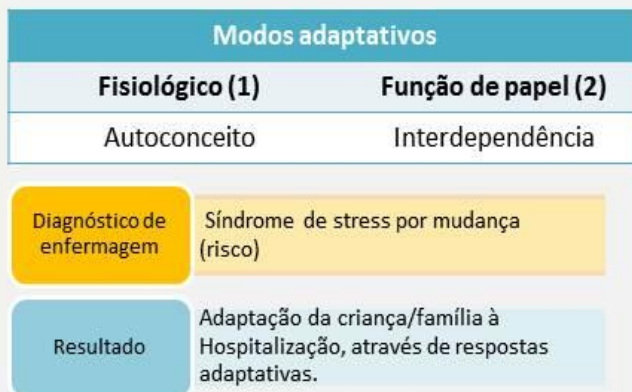 Modos adaptativos
Fisiológico (1) Função de papel (2)
Autoconceito Interdependência
Diagnóstico de
enfermagem
Síndrome de stress por mudança
(risco)
Resultado
Adaptação da criança/família à
Hospitalização, através de respostas
adaptativas.